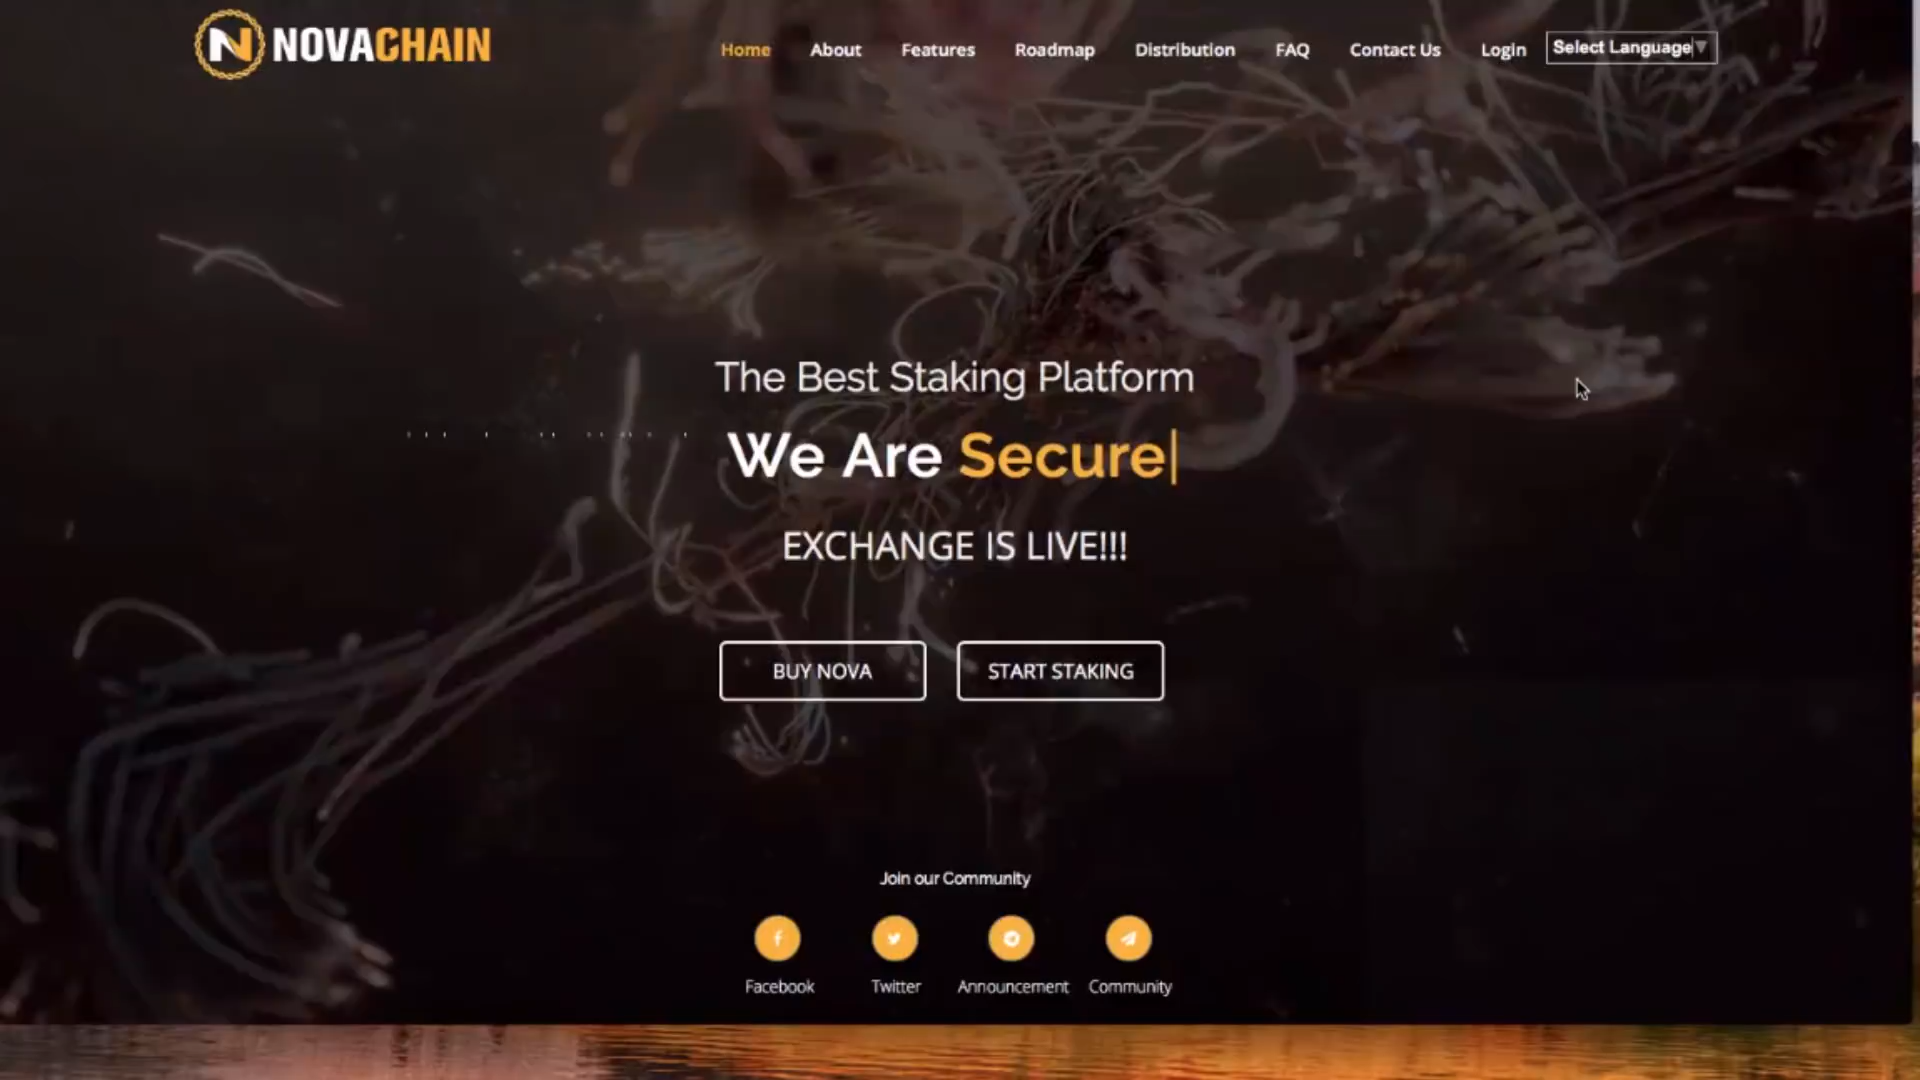 NOVACHAIN
Home About Features Roadmap Distribution FAQ Contact Us Login Select Language
The Best Staking Platform
We Are Secure
EXCHANGE IS LIVE!!!
BUY NOVA START STAKING
Join our Community
Facebook Twitter Announcement Community